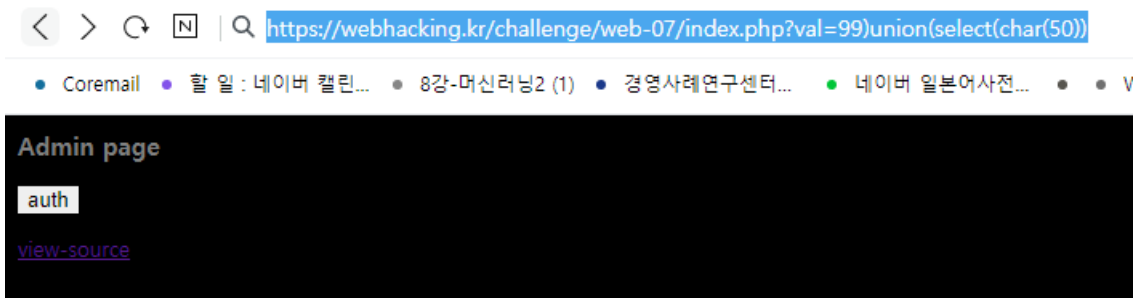 https://webhacking.kr/challenge/web-07/index.php?val=99)union(select(char(50))
Coremail 할 일 : 네이버 캘린... 8강-머신러닝2 (1) 경영사례연구센터... 네이버 일본어사전...
Admin page
auth
view-source